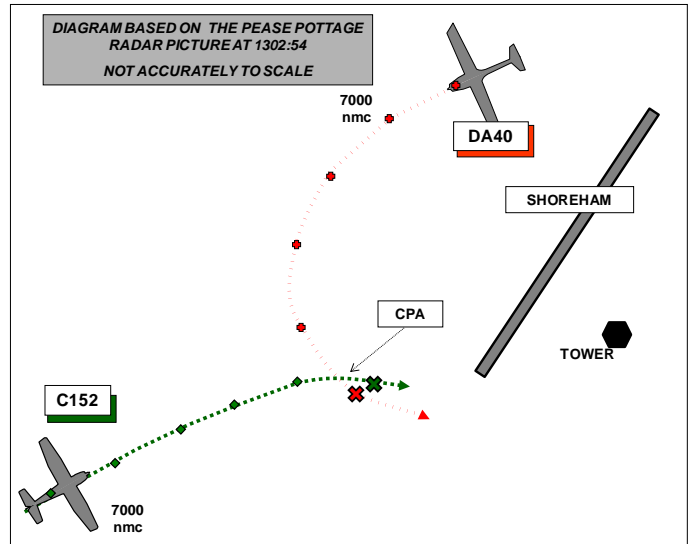 DIAGRAM BASED ON THE PEASE POTTAGE
RADAR PICTURE AT 1302:54
NOT ACCURATELY TO SCALE
7000
nmc
DA40
SHOREHAM
CPA
TOWER
C152
7000
nmc